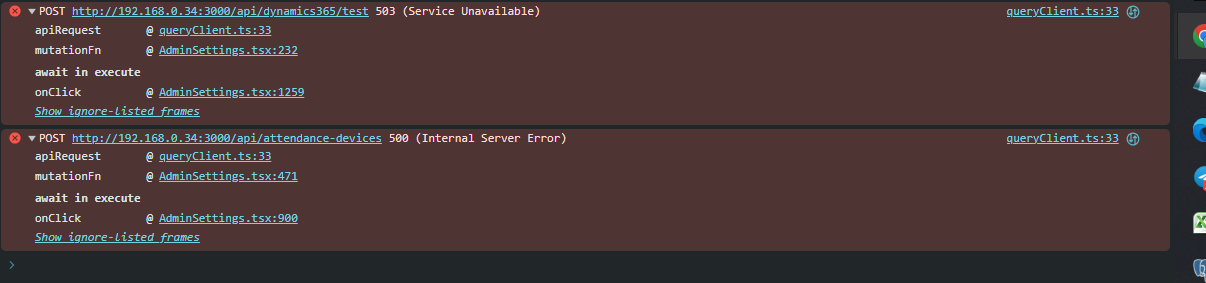 POST http://192.168.0.34:3000/api/dynamics365/test 503 (Service Unavailable) queryClient.ts:33
apiRequest @ queryClient.ts:33
mutationFn @ AdminSettings.tsx:232
await in execute
onClick @ AdminSettings.tsx:1259
Show ignore-listed frames
POST http://192.168.0.34:3000/api/attendance-devices 500 (Internal Server Error) queryClient.ts:33
apiRequest @ queryClient.ts:33
mutationFn @ AdminSettings.tsx:471
await in execute
onClick @ AdminSettings.tsx:900
Show ignore-listed frames